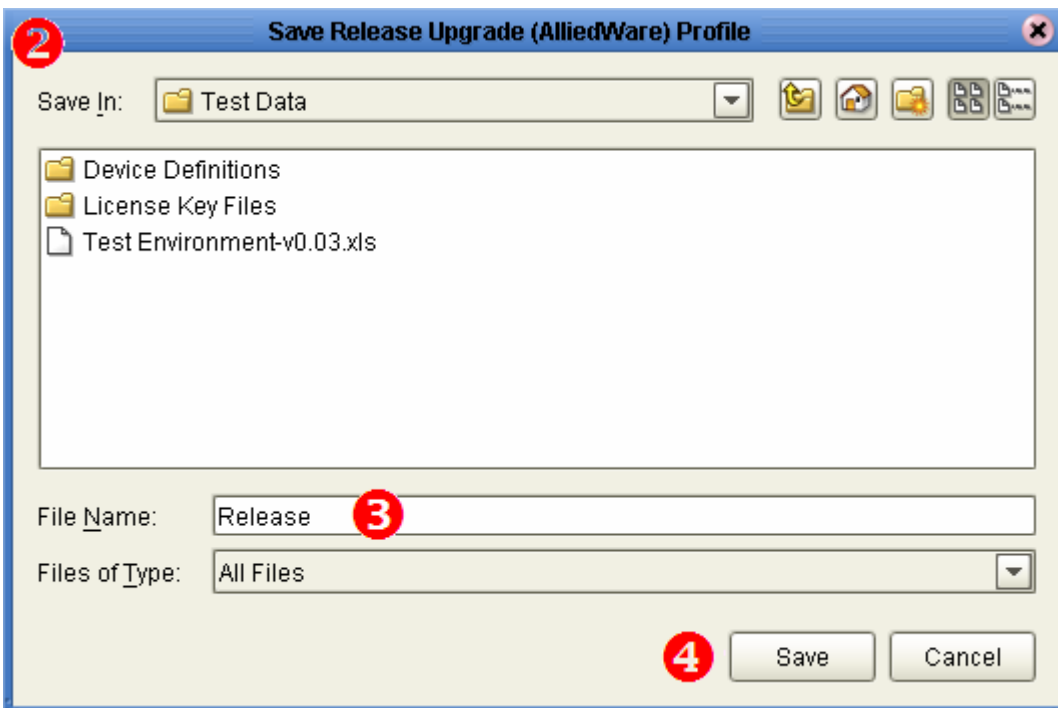 2 Save Release Upgrade (AlliedWare) Profile
Save In: Test Data
Device Definitions
License Key Files
Test Environment-v0.03.xls
File Name: Release 3
Files of Type: All Files
4 Save Cancel